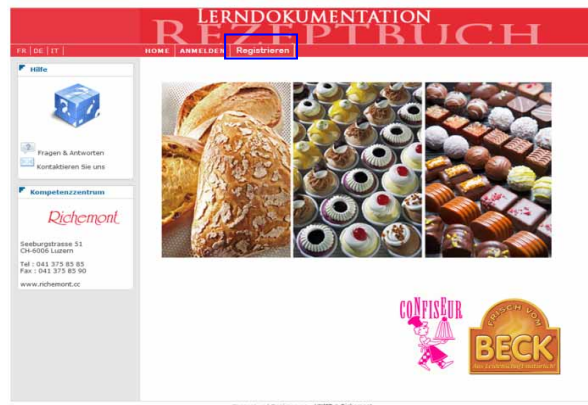 LERNDOKUMENTATION
REZEPTBUCH
FR | DE | IT |
HOME | ANMELDEN | Registrieren
Hilfe
Fragen & Antworten
Kontaktieren Sie uns
Kompetenzzentrum
Richemont
Seeburgstrasse 51
CH-6006 Luzern
Tel : 041 375 85 85
Fax : 041 375 85 90
www.richemont.cc
CONFISEUR
FRISCH VOM
BECK